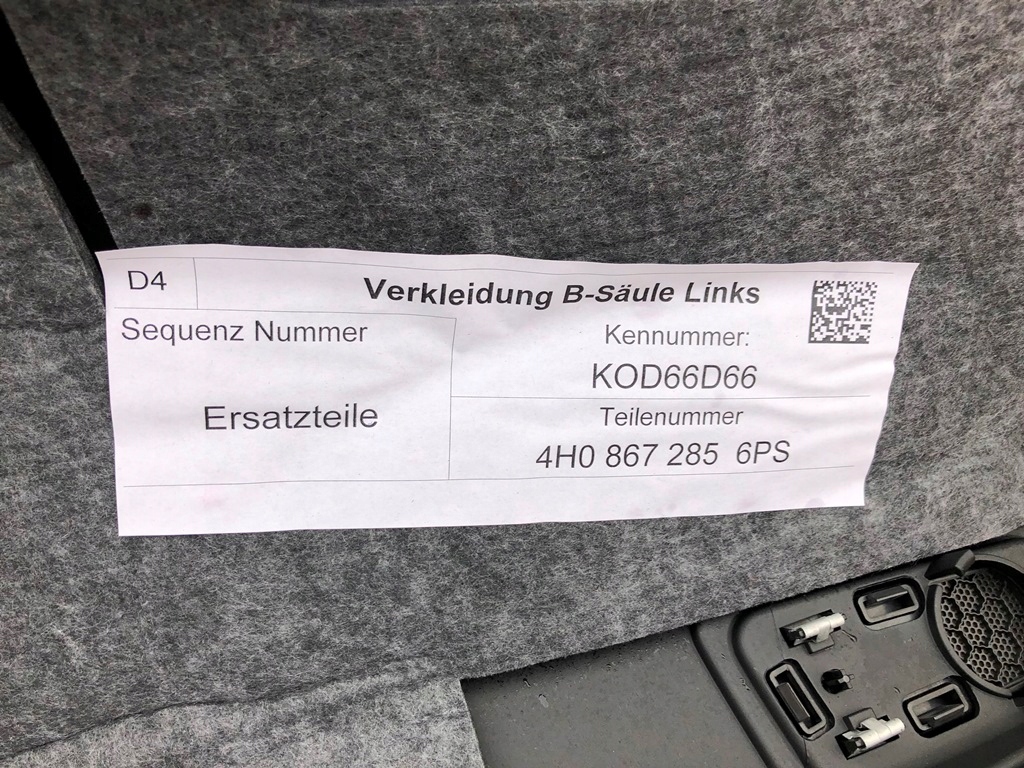 D4
Verkleidung B-Säule Links
Sequenz Nummer
Kennummer:
KOD66D66
Ersatzteile
Teilenummer
4H0 867 285 6PS